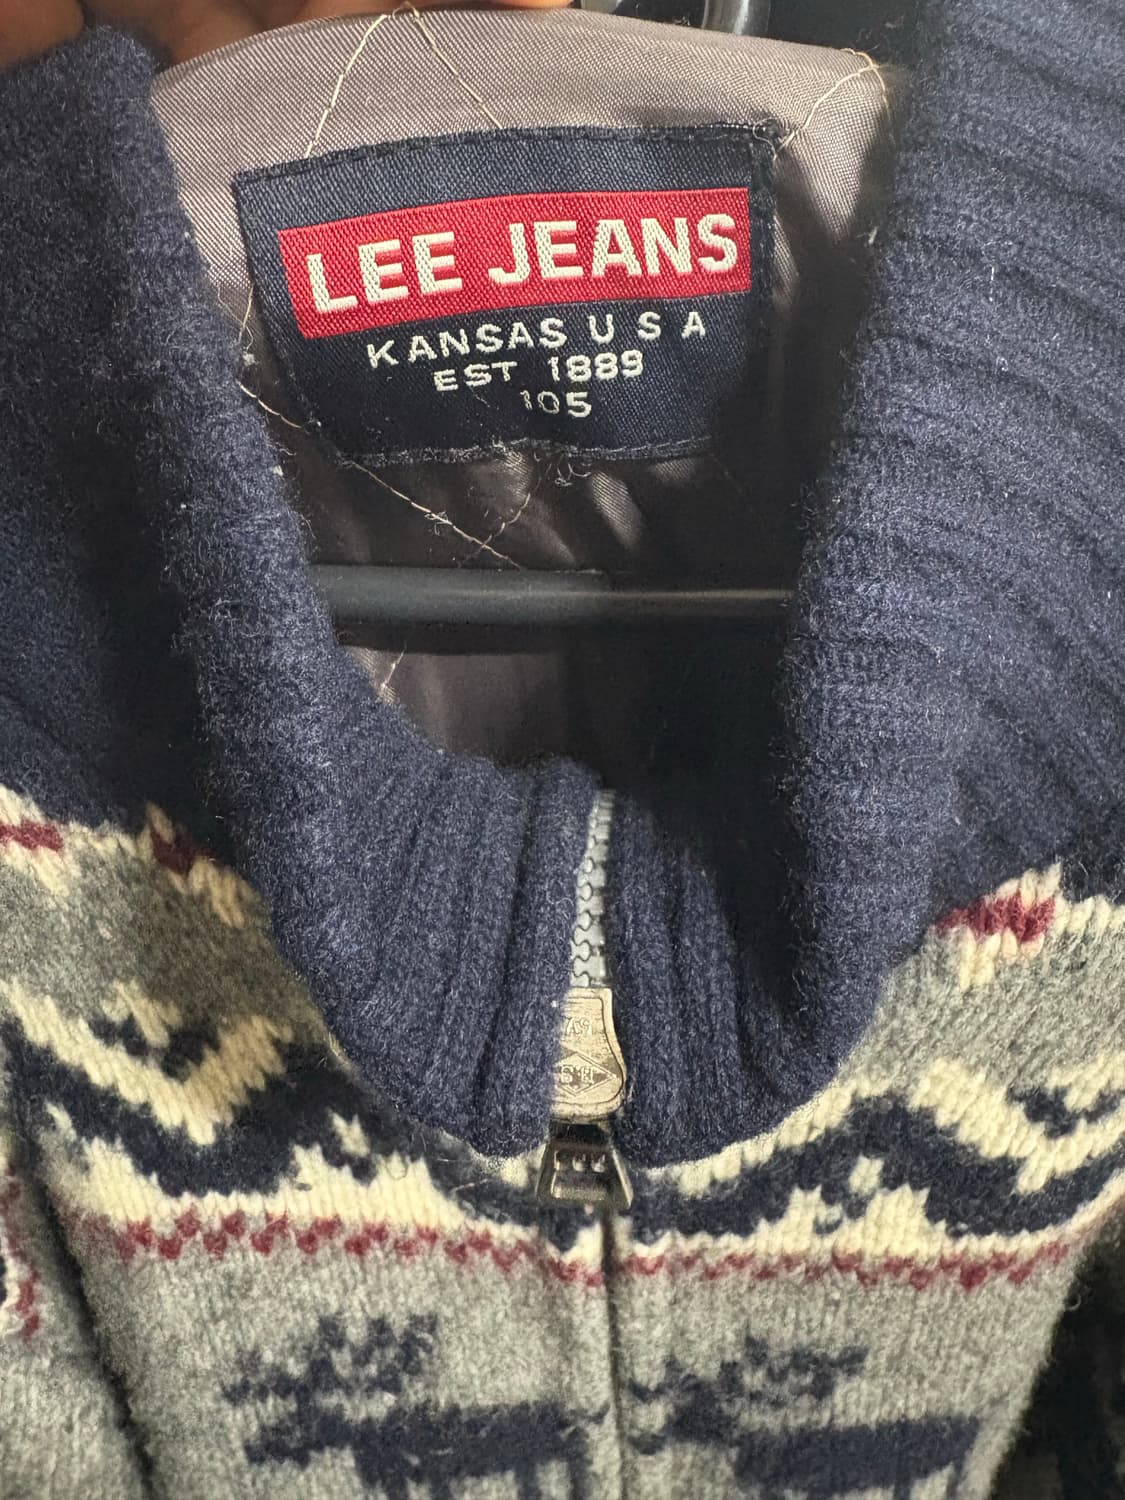 LEE JEANS
KANSAS U S A
EST 1889
105